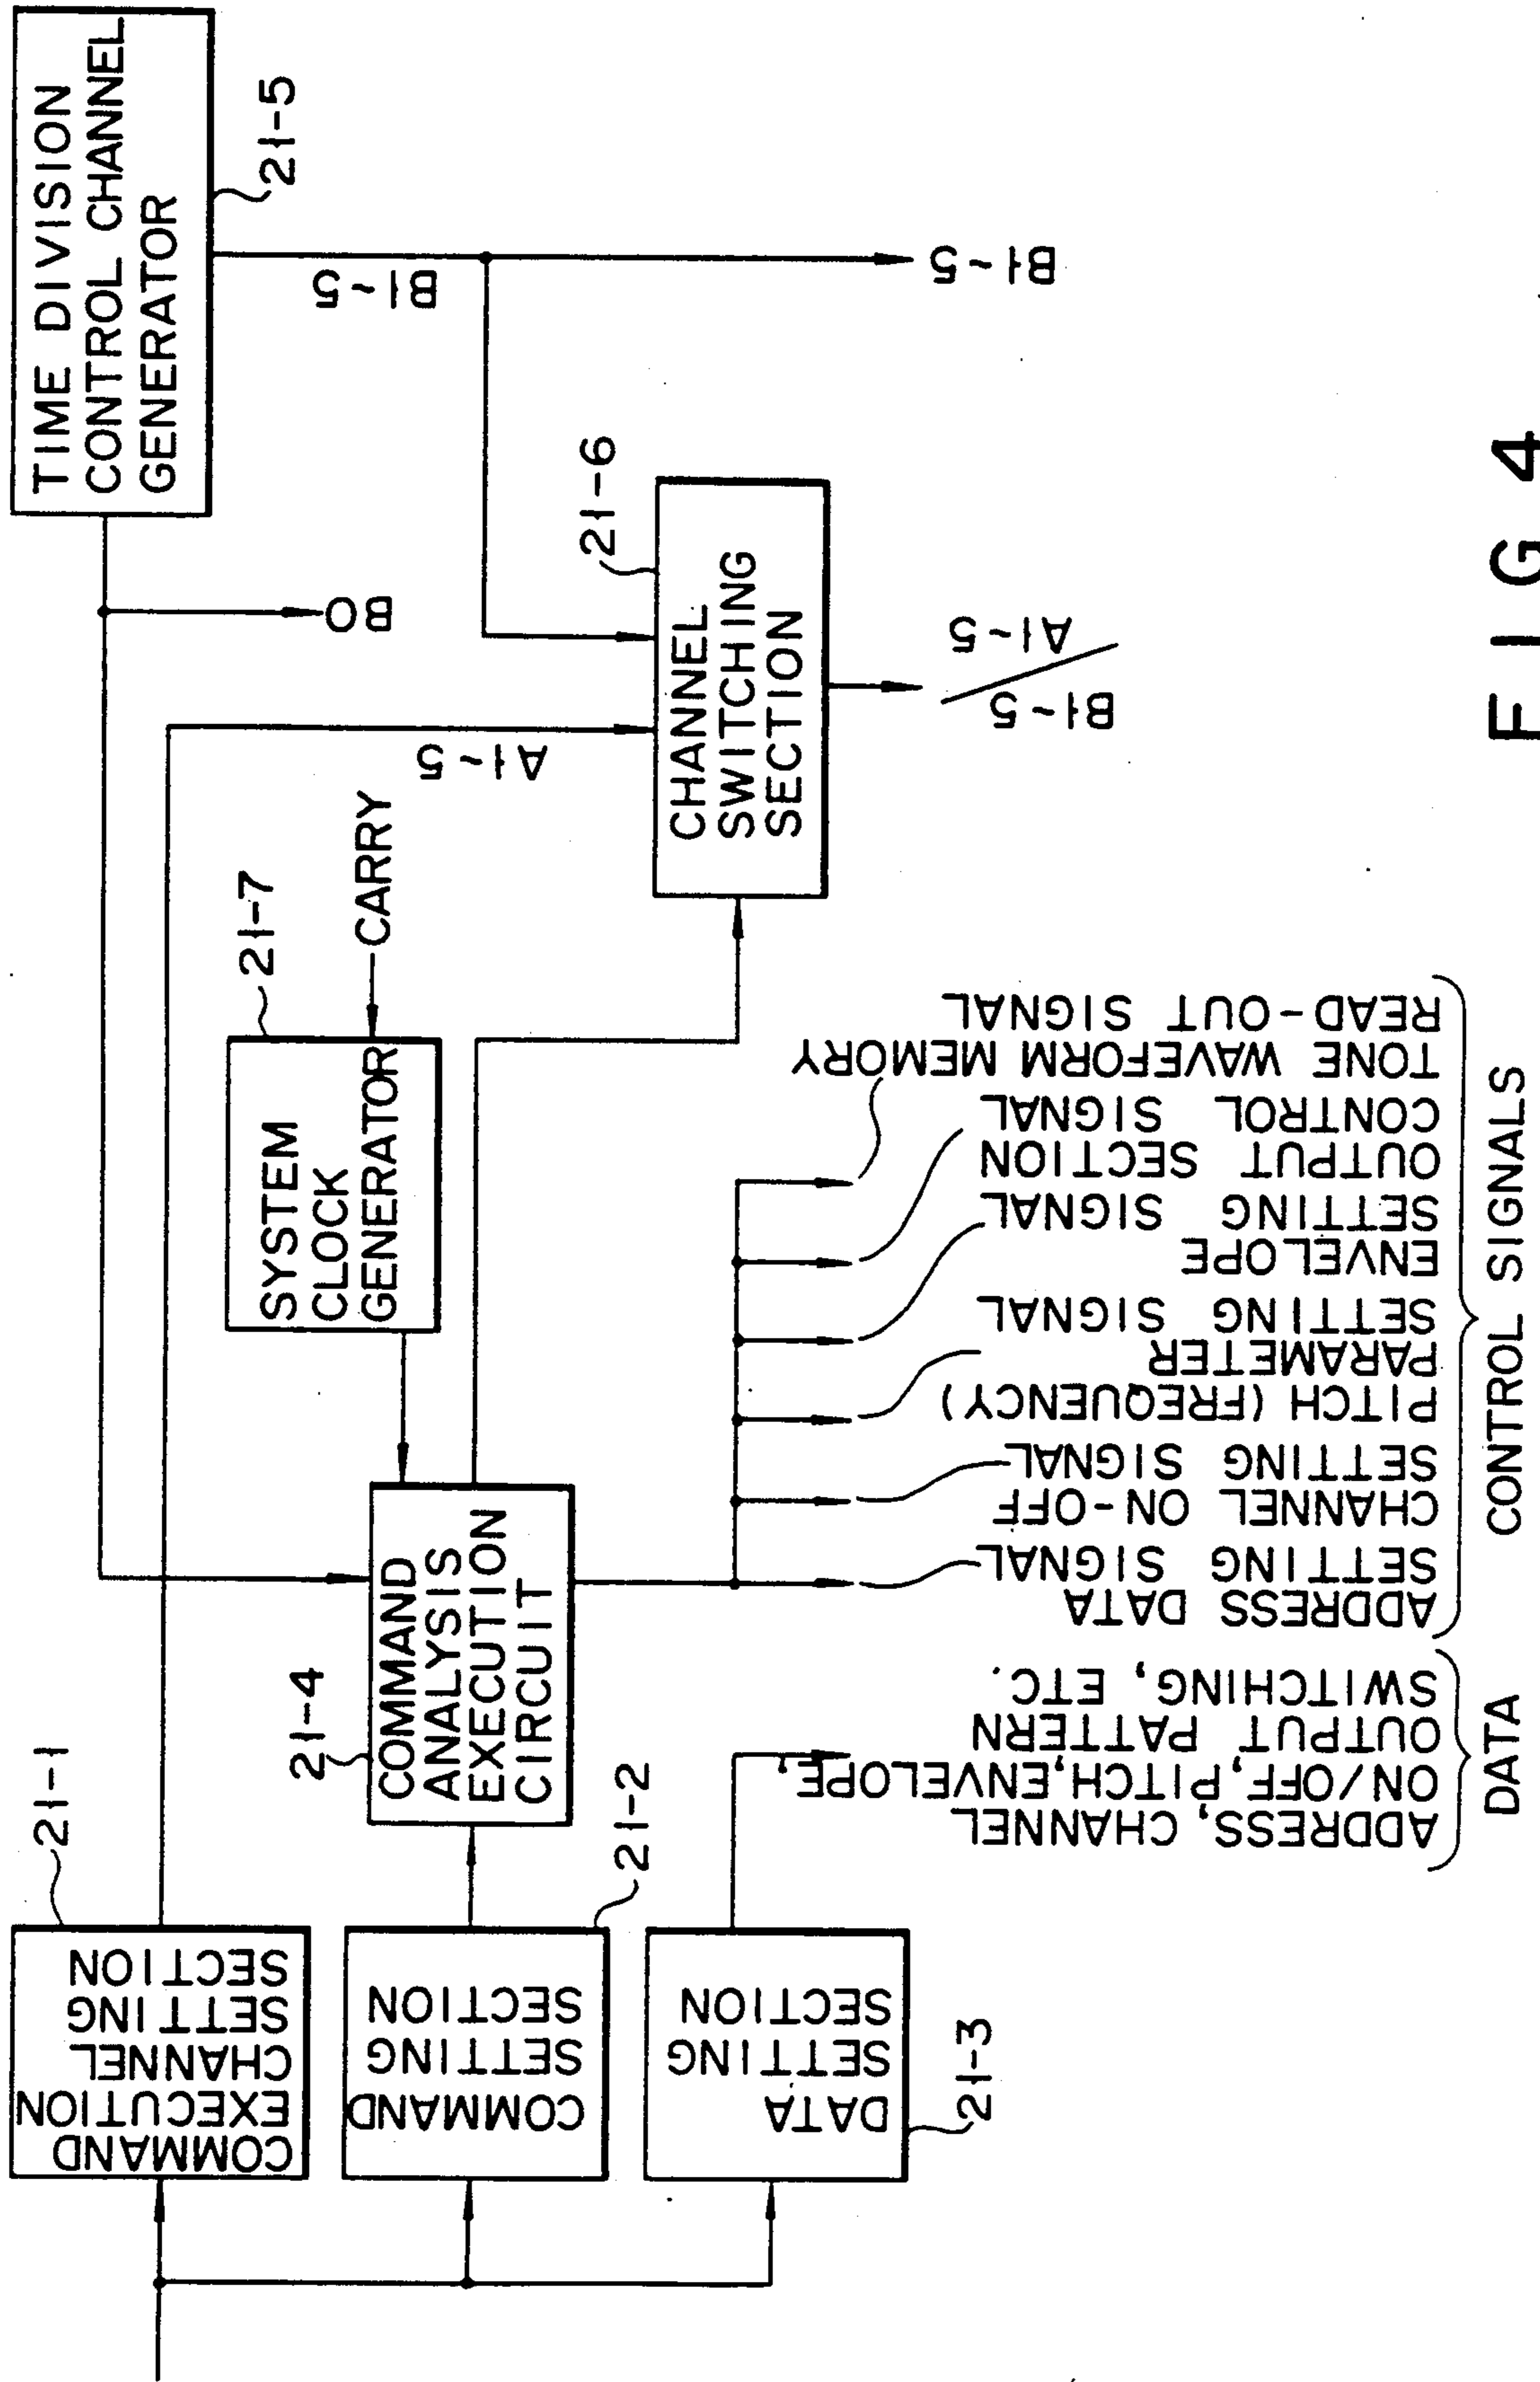 COMMAND
EXECUTION
CHANNEL
SETTING
SECTION
21-1
COMMAND
SETTING
SECTION
21-2
DATA
SETTING
SECTION
21-3
COMMAND
ANALYSIS
EXECUTION
CIRCUIT
21-4
SYSTEM
CLOCK
GENERATOR
21-7
CARRY
TIME DIVISION
CONTROL CHANNEL
GENERATOR
21-5
B0
B1~5
B1~5
A1~5
CHANNEL
SWITCHING
SECTION
21-6
A1~5
B1~5
ADDRESS, CHANNEL
ON/OFF, PITCH, ENVELOPE,
OUTPUT PATTERN
SWITCHING, ETC.
DATA
ADDRESS DATA
SETTING SIGNAL
CHANNEL ON-OFF
SETTING SIGNAL
PITCH (FREQUENCY)
PARAMETER
SETTING SIGNAL
ENVELOPE
SETTING SIGNAL
OUTPUT SECTION
CONTROL SIGNAL
TONE WAVEFORM MEMORY
READ-OUT SIGNAL
CONTROL SIGNALS
FIG 4